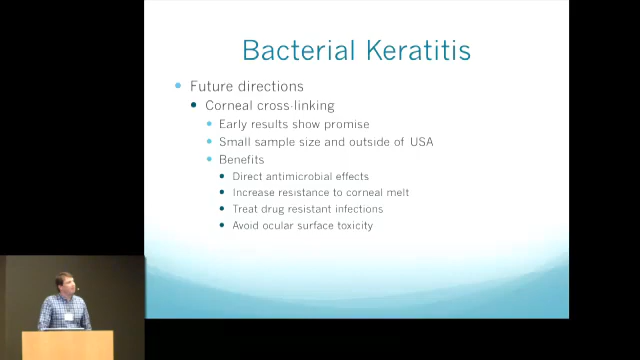 Bacterial Keratitis
Future directions
Corneal cross-linking
Early results show promise
Small sample size and outside of USA
Benefits
Direct antimicrobial effects
Increase resistance to corneal melt
Treat drug resistant infections
Avoid ocular surface toxicity